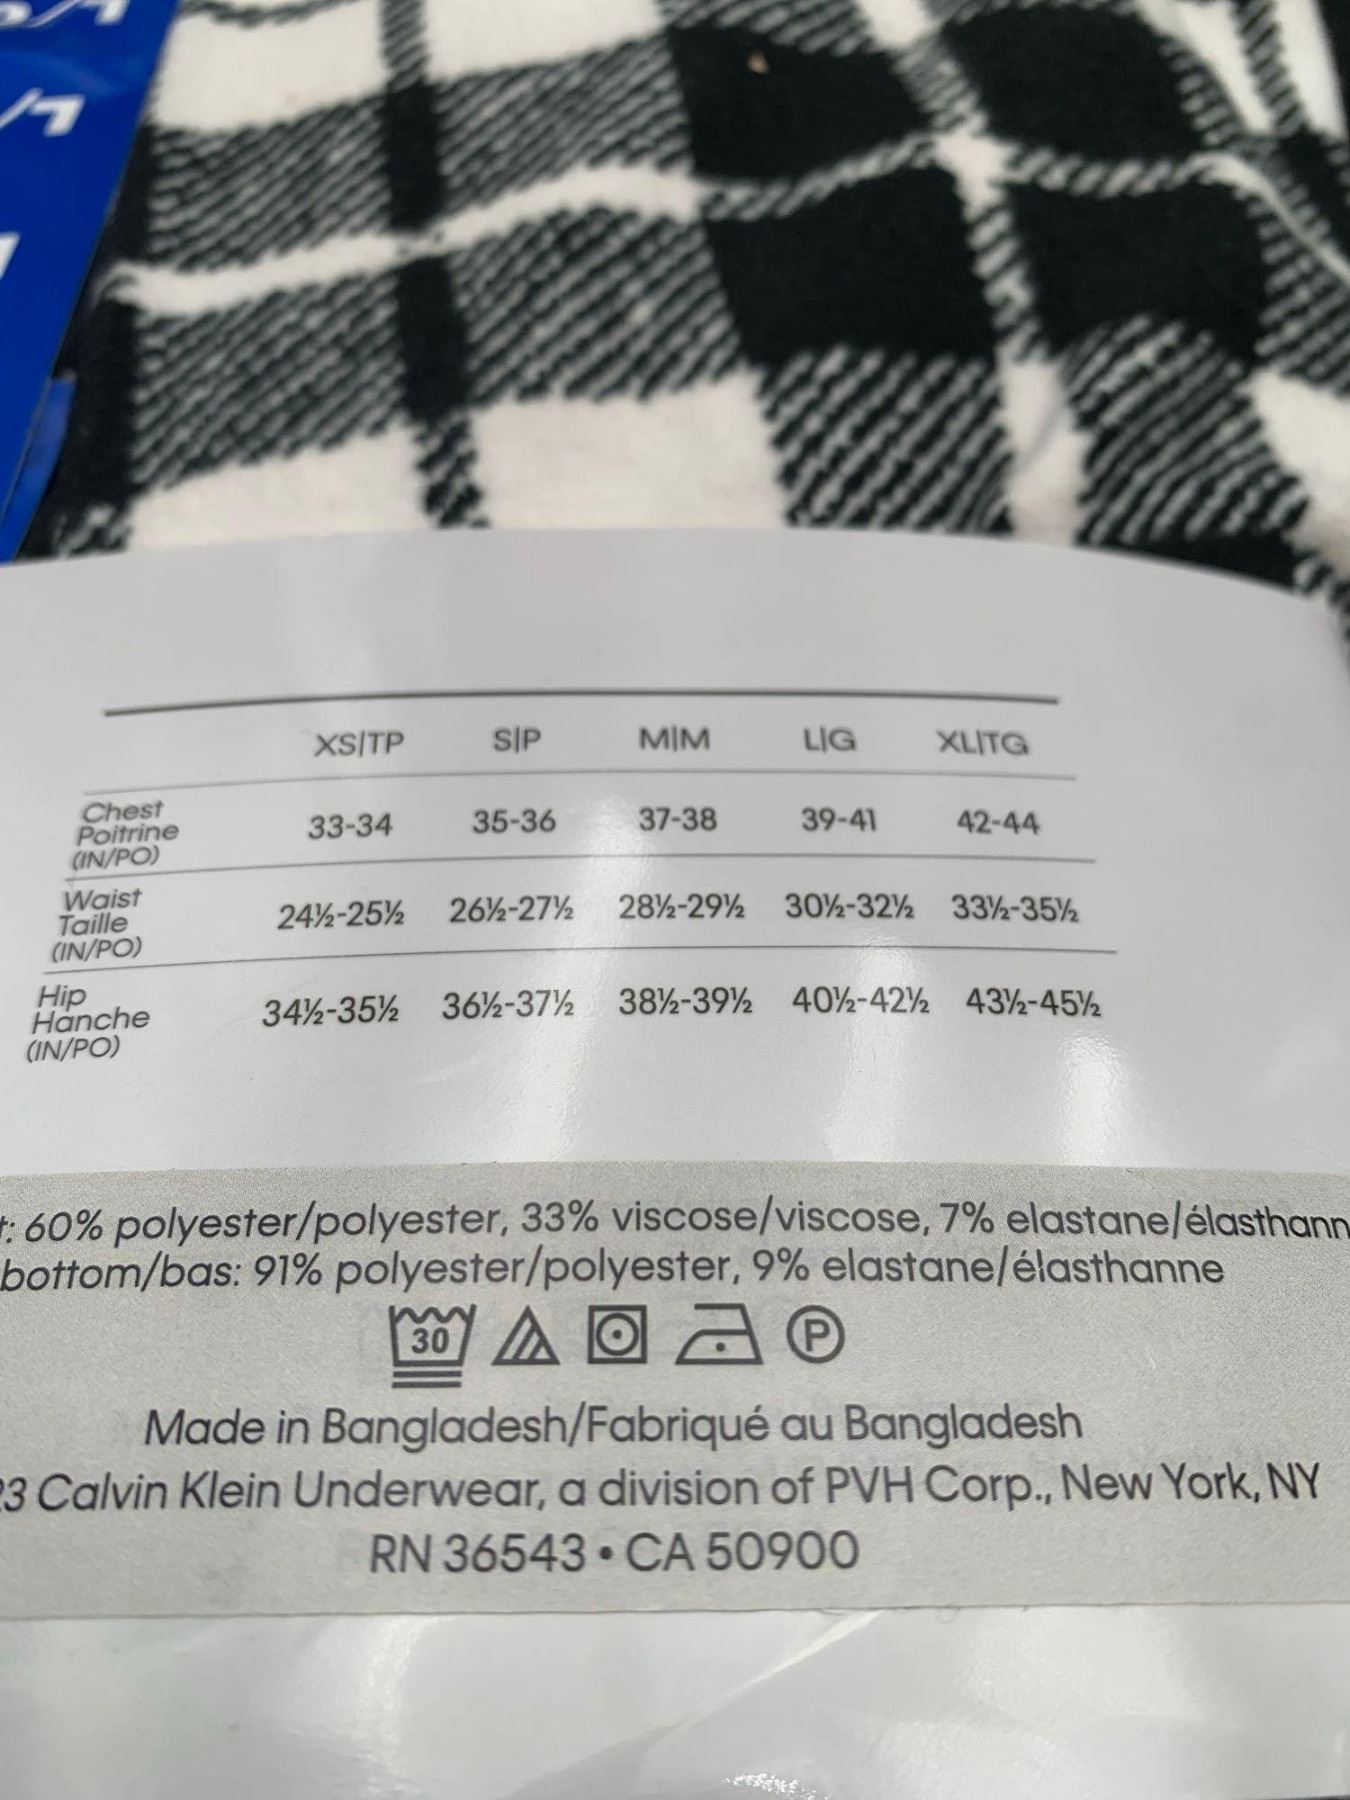 XS|TP S|P M|M L|G XL|TG
Chest
Poitrine
(IN/PO) 33-34 35-36 37-38 39-41 42-44
Waist
Taille
(IN/PO) 24½-25½ 26½-27½ 28½-29½ 30½-32½ 33½-35½
Hip
Hanche
(IN/PO) 34½-35½ 36½-37½ 38½-39½ 40½-42½ 43½-45½
t: 60% polyester/polyester, 33% viscose/viscose, 7% elastane/élasthann
bottom/bas: 91% polyester/polyester, 9% elastane/élasthanne
30 P
Made in Bangladesh/Fabriqué au Bangladesh
23 Calvin Klein Underwear, a division of PVH Corp., New York, NY
RN 36543 • CA 50900